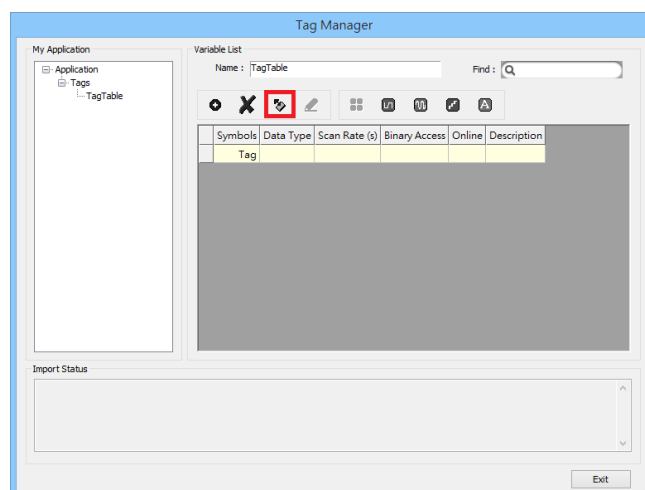 Tag Manager
My Application
Application
Tags
TagTable
Variable List
Name : TagTable
Find :
Symbols Data Type Scan Rate (s) Binary Access Online Description
Tag
Import Status
Exit